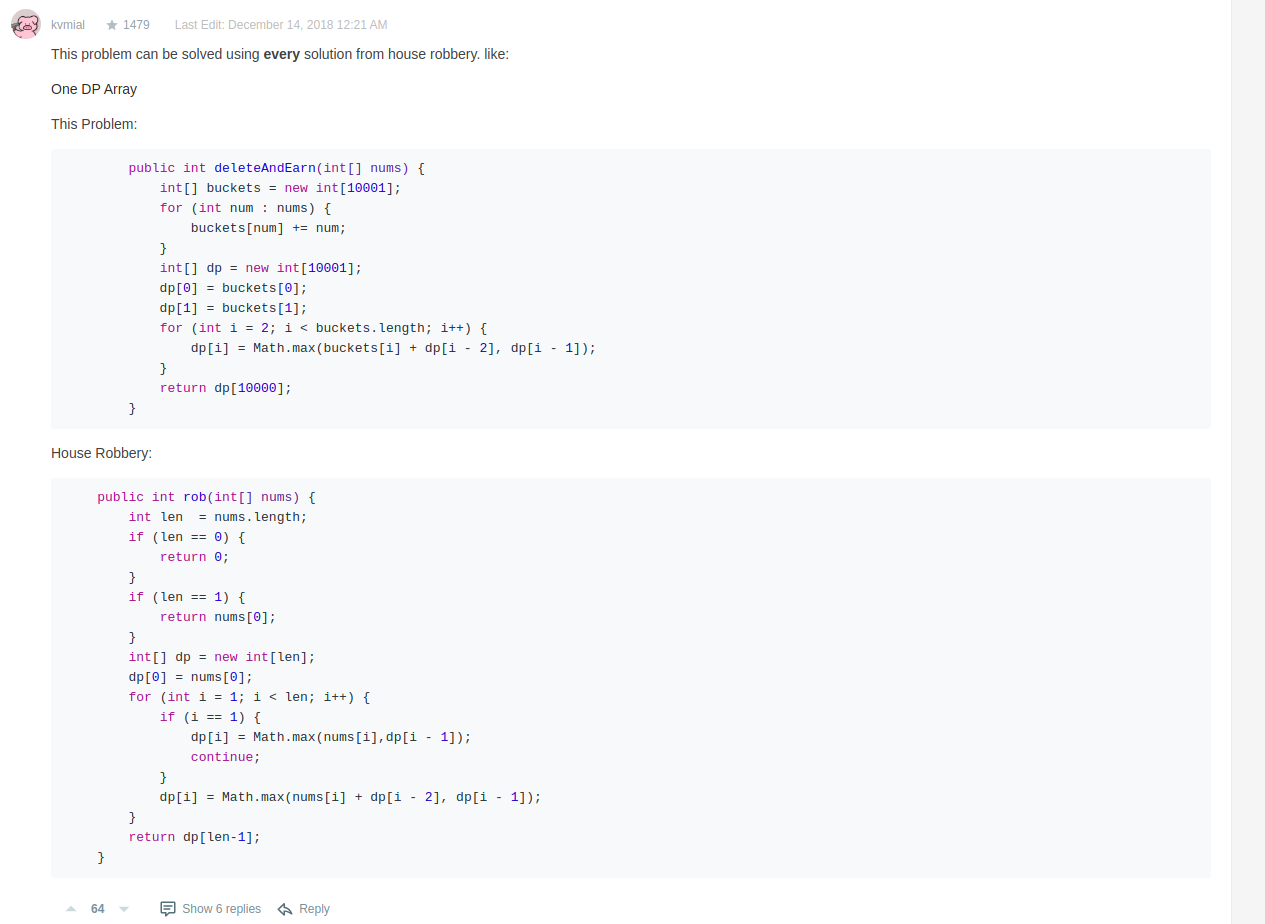 kvmial ★ 1479 Last Edit: December 14, 2018 12:21 AM
This problem can be solved using every solution from house robbery. like:
One DP Array
This Problem:
        public int deleteAndEarn(int[] nums) {
            int[] buckets = new int[10001];
            for (int num : nums) {
                buckets[num] += num;
            }
            int[] dp = new int[10001];
            dp[0] = buckets[0];
            dp[1] = buckets[1];
            for (int i = 2; i < buckets.length; i++) {
                dp[i] = Math.max(buckets[i] + dp[i - 2], dp[i - 1]);
            }
            return dp[10000];
        }
House Robbery:
    public int rob(int[] nums) {
        int len  = nums.length;
        if (len == 0) {
            return 0;
        }
        if (len == 1) {
            return nums[0];
        }
        int[] dp = new int[len];
        dp[0] = nums[0];
        for (int i = 1; i < len; i++) {
            if (i == 1) {
                dp[i] = Math.max(nums[i],dp[i - 1]);
                continue;
            }
            dp[i] = Math.max(nums[i] + dp[i - 2], dp[i - 1]);
        }
        return dp[len-1];
    }
64 Show 6 replies Reply